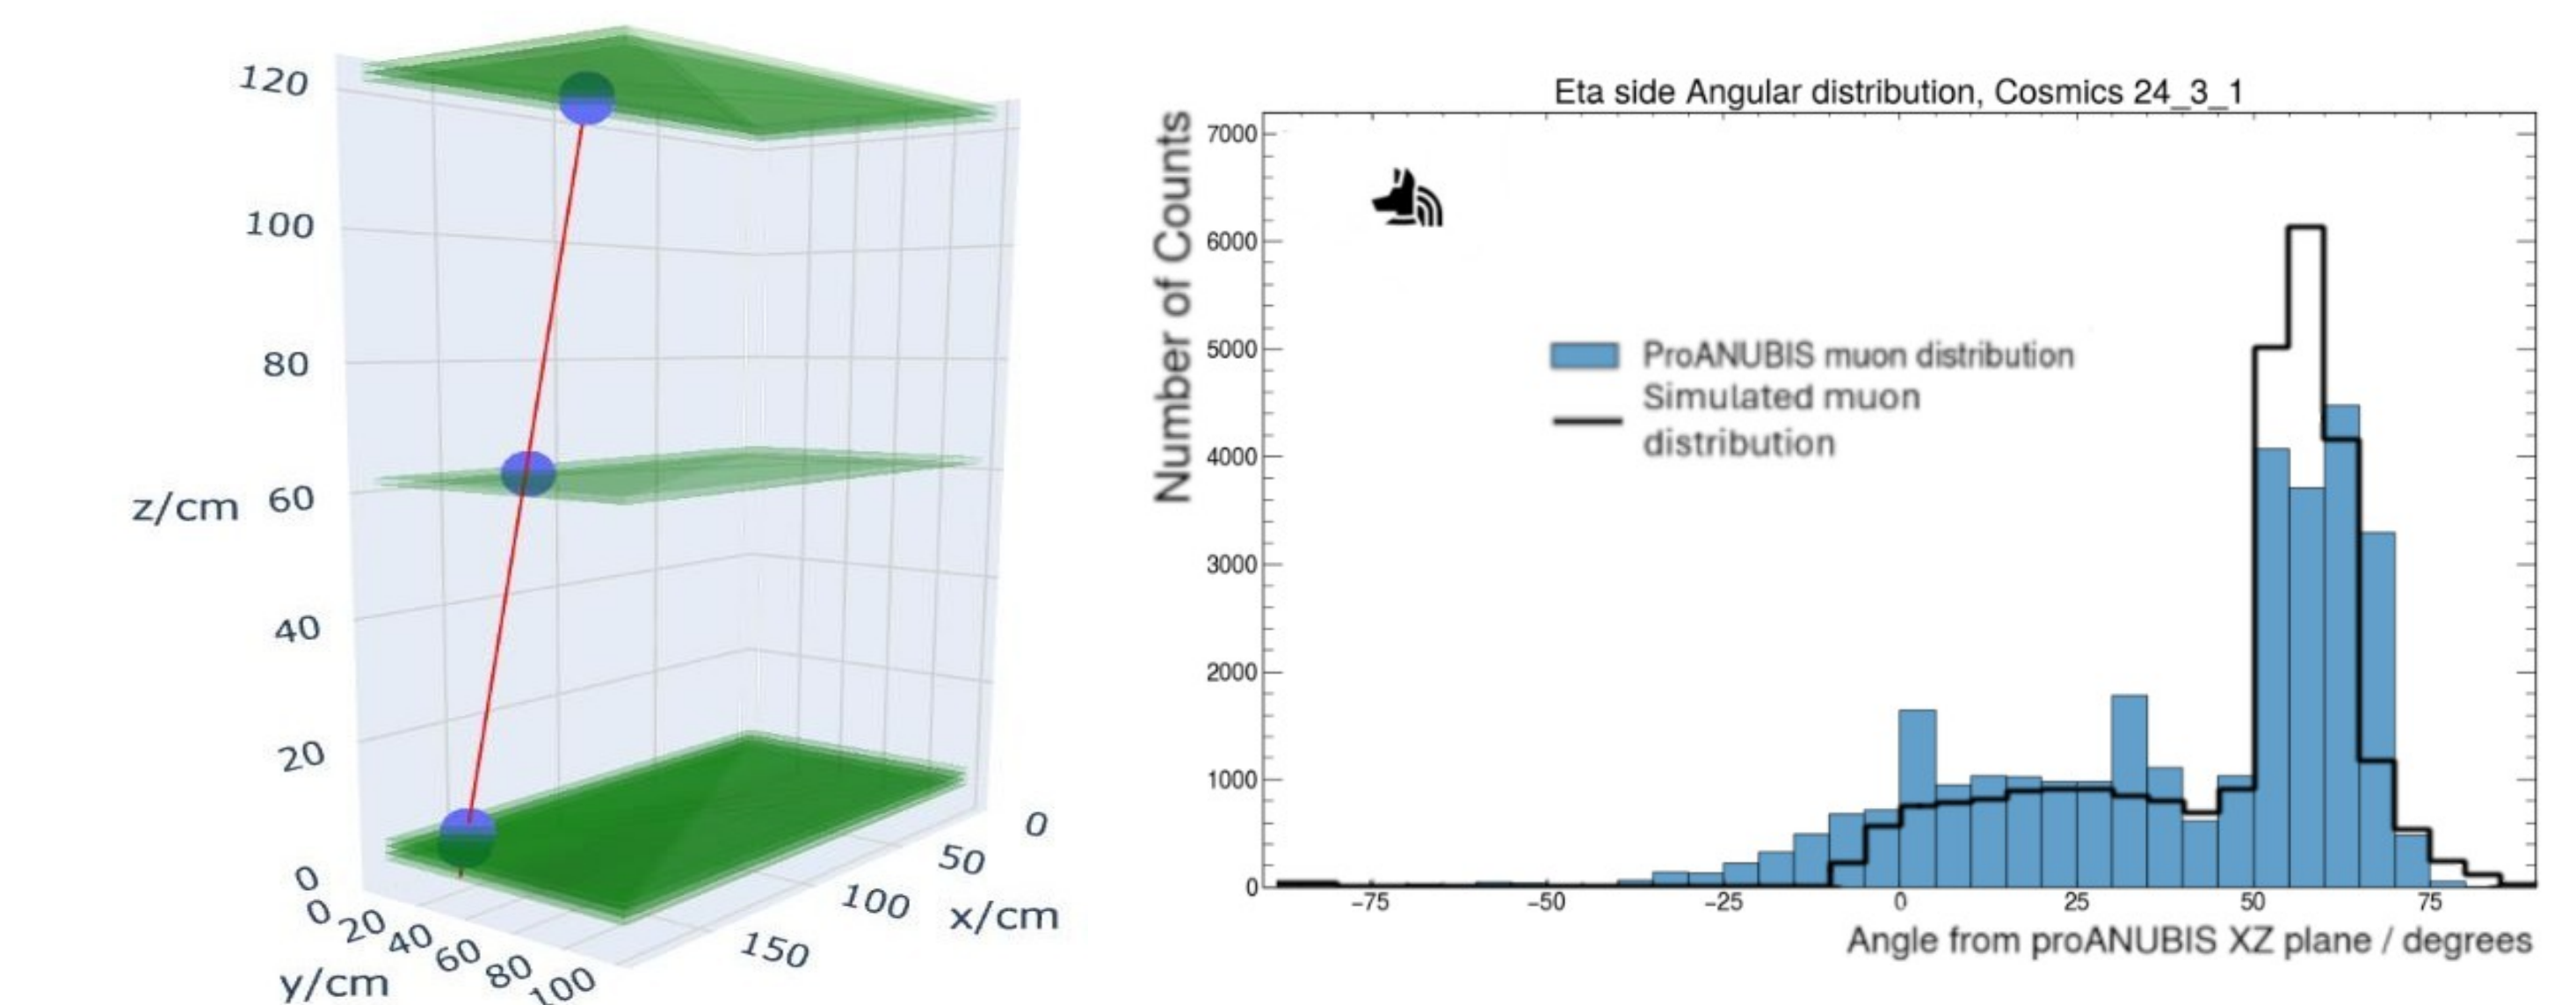 120
100
80
z/cm 60
40
20
0
0
20
40
60
80
100
y/cm
0
50
100
150
x/cm
Eta side Angular distribution, Cosmics 24_3_1
Number of Counts
7000
6000
5000
4000
3000
2000
1000
0
ProANUBIS muon distribution
Simulated muon
distribution
−75 −50 −25 0 25 50 75
Angle from proANUBIS XZ plane / degrees